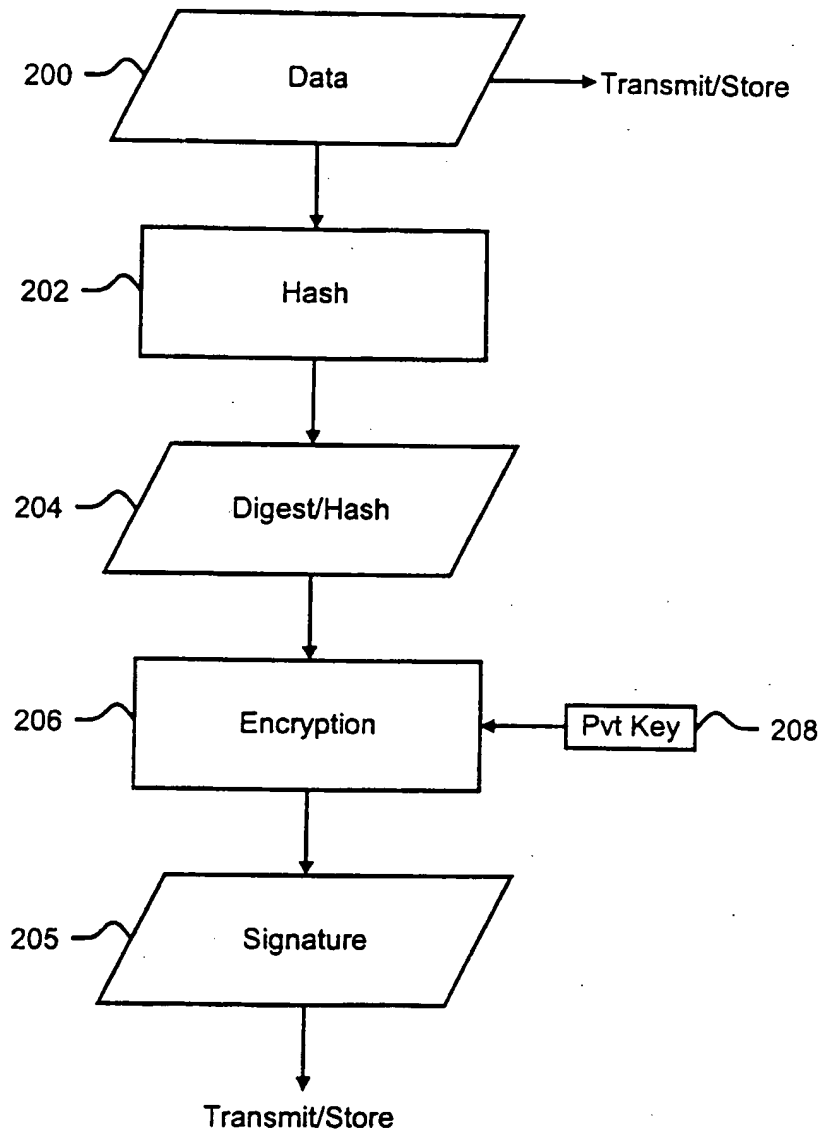 200
Data
Transmit/Store
202
Hash
204
Digest/Hash
206
Encryption
Pvt Key
208
205
Signature
Transmit/Store